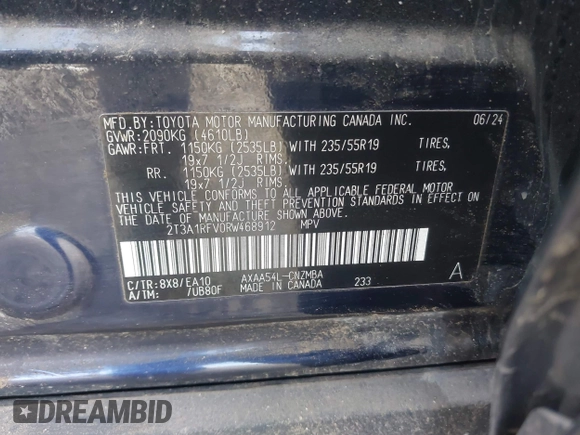 MFD.BY:TOYOTA MOTOR MANUFACTURING CANADA INC. 06/24
GVWR:2090KG (4610LB)
GAWR:FRT. 1150KG (2535LB) WITH 235/55R19 TIRES,
19x7 1/2J RIMS.
RR. 1150KG (2535LB) WITH 235/55R19 TIRES,
19x7 1/2J RIMS.
THIS VEHICLE CONFORMS TO ALL APPLICABLE FEDERAL MOTOR
VEHICLE SAFETY AND THEFT PREVENTION STANDARDS IN EFFECT
ON THE DATE OF MANUFACTURE SHOWN ABOVE.
2T3A1RFV0RW468912 MPV
C/TR:8X8/EA10 AXAA54L-CNZMBA A
A/TM: /UB80F MADE IN CANADA 233
DREAMBID